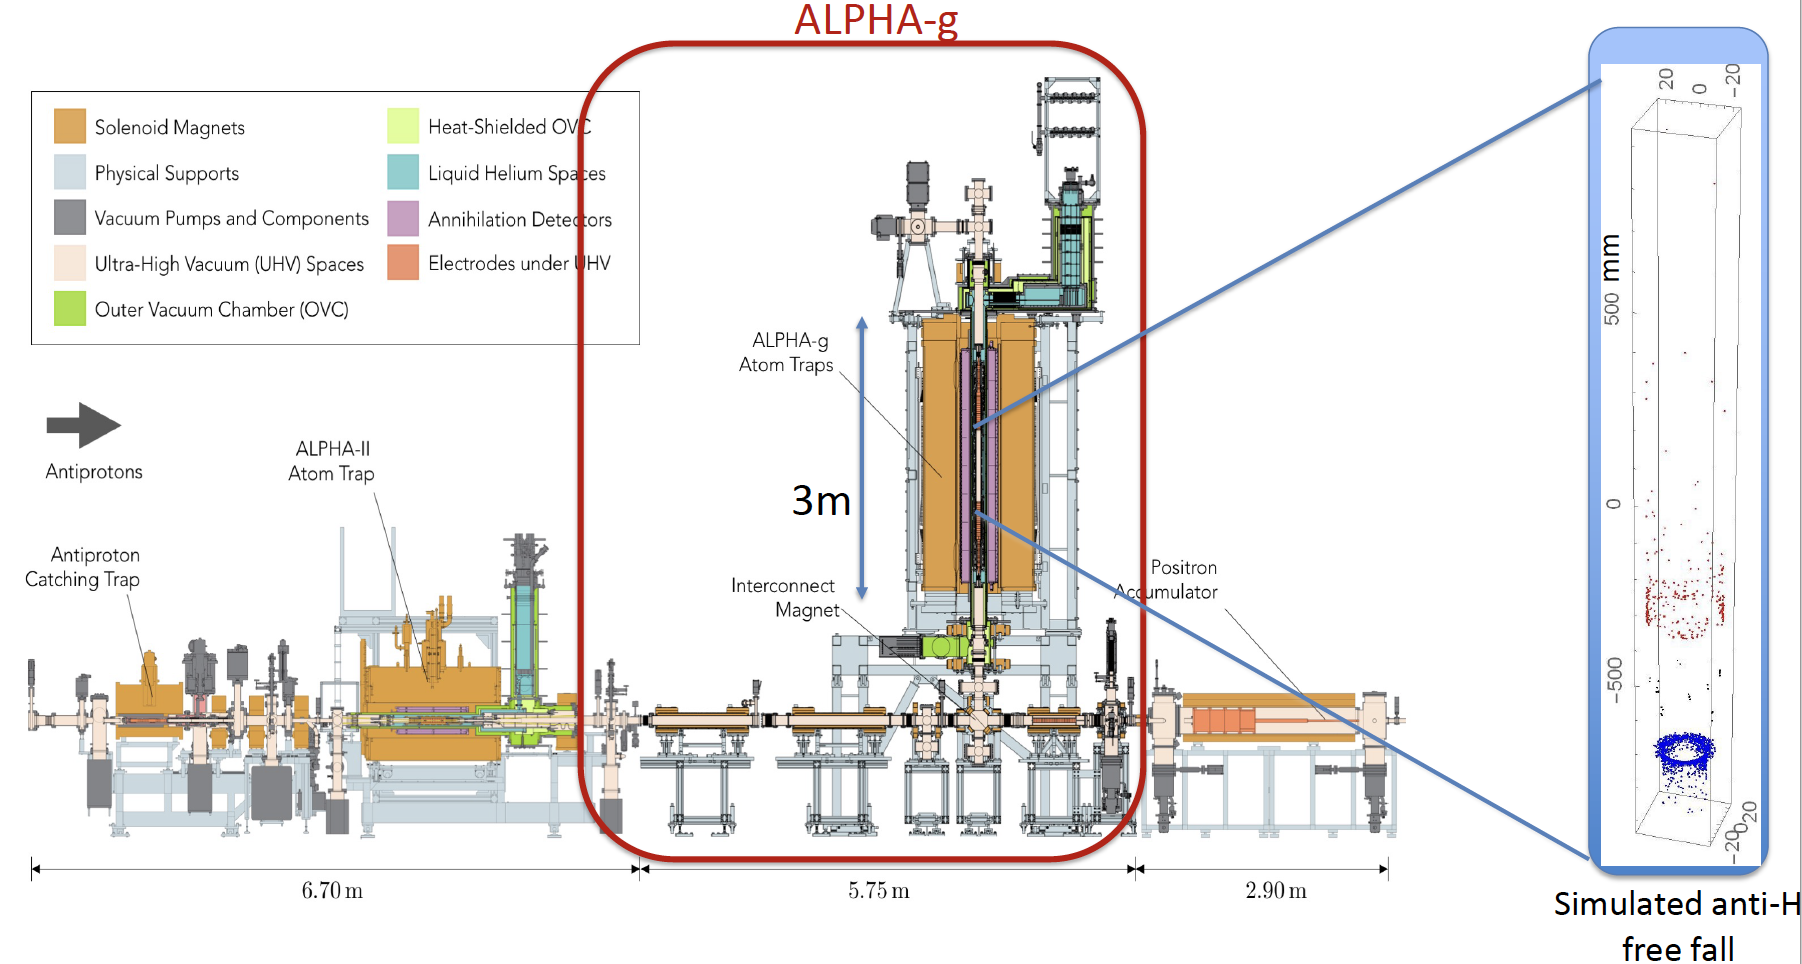 ALPHA-g
Solenoid Magnets
Physical Supports
Vacuum Pumps and Components
Ultra-High Vacuum (UHV) Spaces
Outer Vacuum Chamber (OVC)
Heat-Shielded OVC
Liquid Helium Spaces
Annihilation Detectors
Electrodes under UHV
ALPHA-g
Atom Traps
3m
Antiprotons
ALPHA-II
Atom Trap
Antiproton
Catching Trap
Interconnect
Magnet
Positron
Accumulator
6.70 m
5.75 m
2.90 m
20
0
-20
500 mm
0
-500
-20
0
20
Simulated anti-H
free fall